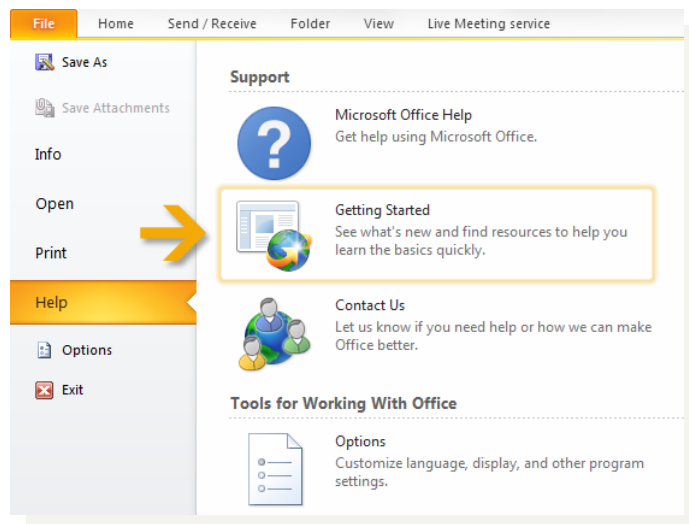 File Home Send / Receive Folder View Live Meeting service
Save As
Save Attachments
Info
Open
Print
Help
Options
Exit
Support
?
Microsoft Office Help
Get help using Microsoft Office.
Getting Started
See what's new and find resources to help you
learn the basics quickly.
Contact Us
Let us know if you need help or how we can make
Office better.
Tools for Working With Office
Options
Customize language, display, and other program
settings.